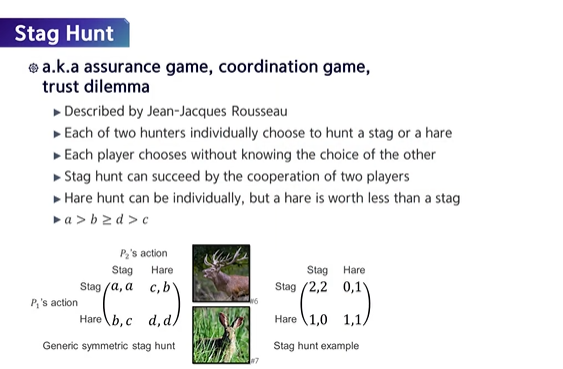 Stag Hunt
a.k.a assurance game, coordination game,
trust dilemma
Described by Jean-Jacques Rousseau
Each of two hunters individually choose to hunt a stag or a hare
Each player chooses without knowing the choice of the other
Stag hunt can succeed by the cooperation of two players
Hare hunt can be individually, but a hare is worth less than a stag
a > b ≥ d > c
P₂'s action
Stag Hare
Stag (a, a c, b)
P₁'s action
Hare (b, c d, d)
Generic symmetric stag hunt
#6
#7
Stag Hare
Stag (2,2 0,1)
Hare (1,0 1,1)
Stag hunt example